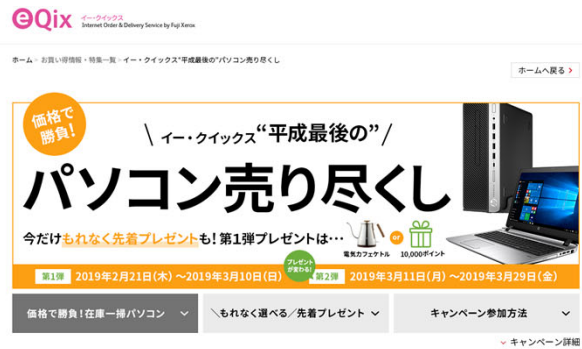 eQix
イー・クイックス
Internet Order & Delivery Service by Fuji Xerox
ホーム > お買い得情報・特集一覧 > イー・クイックス"平成最後の"パソコン売り尽くし
ホームへ戻る >
価格で
勝負!
\ イー・クイックス“平成最後の” /
パソコン売り尽くし
今だけもれなく先着プレゼントも! 第1弾プレゼントは…
or
電気カフェケトル
10,000ポイント
プレゼント
が変わる!
第1弾 2019年2月21日(木)〜2019年3月10日(日)
第2弾 2019年3月11日(月)〜2019年3月29日(金)
価格で勝負!在庫一掃パソコン
\もれなく選べる/先着プレゼント
キャンペーン参加方法
キャンペーン詳細